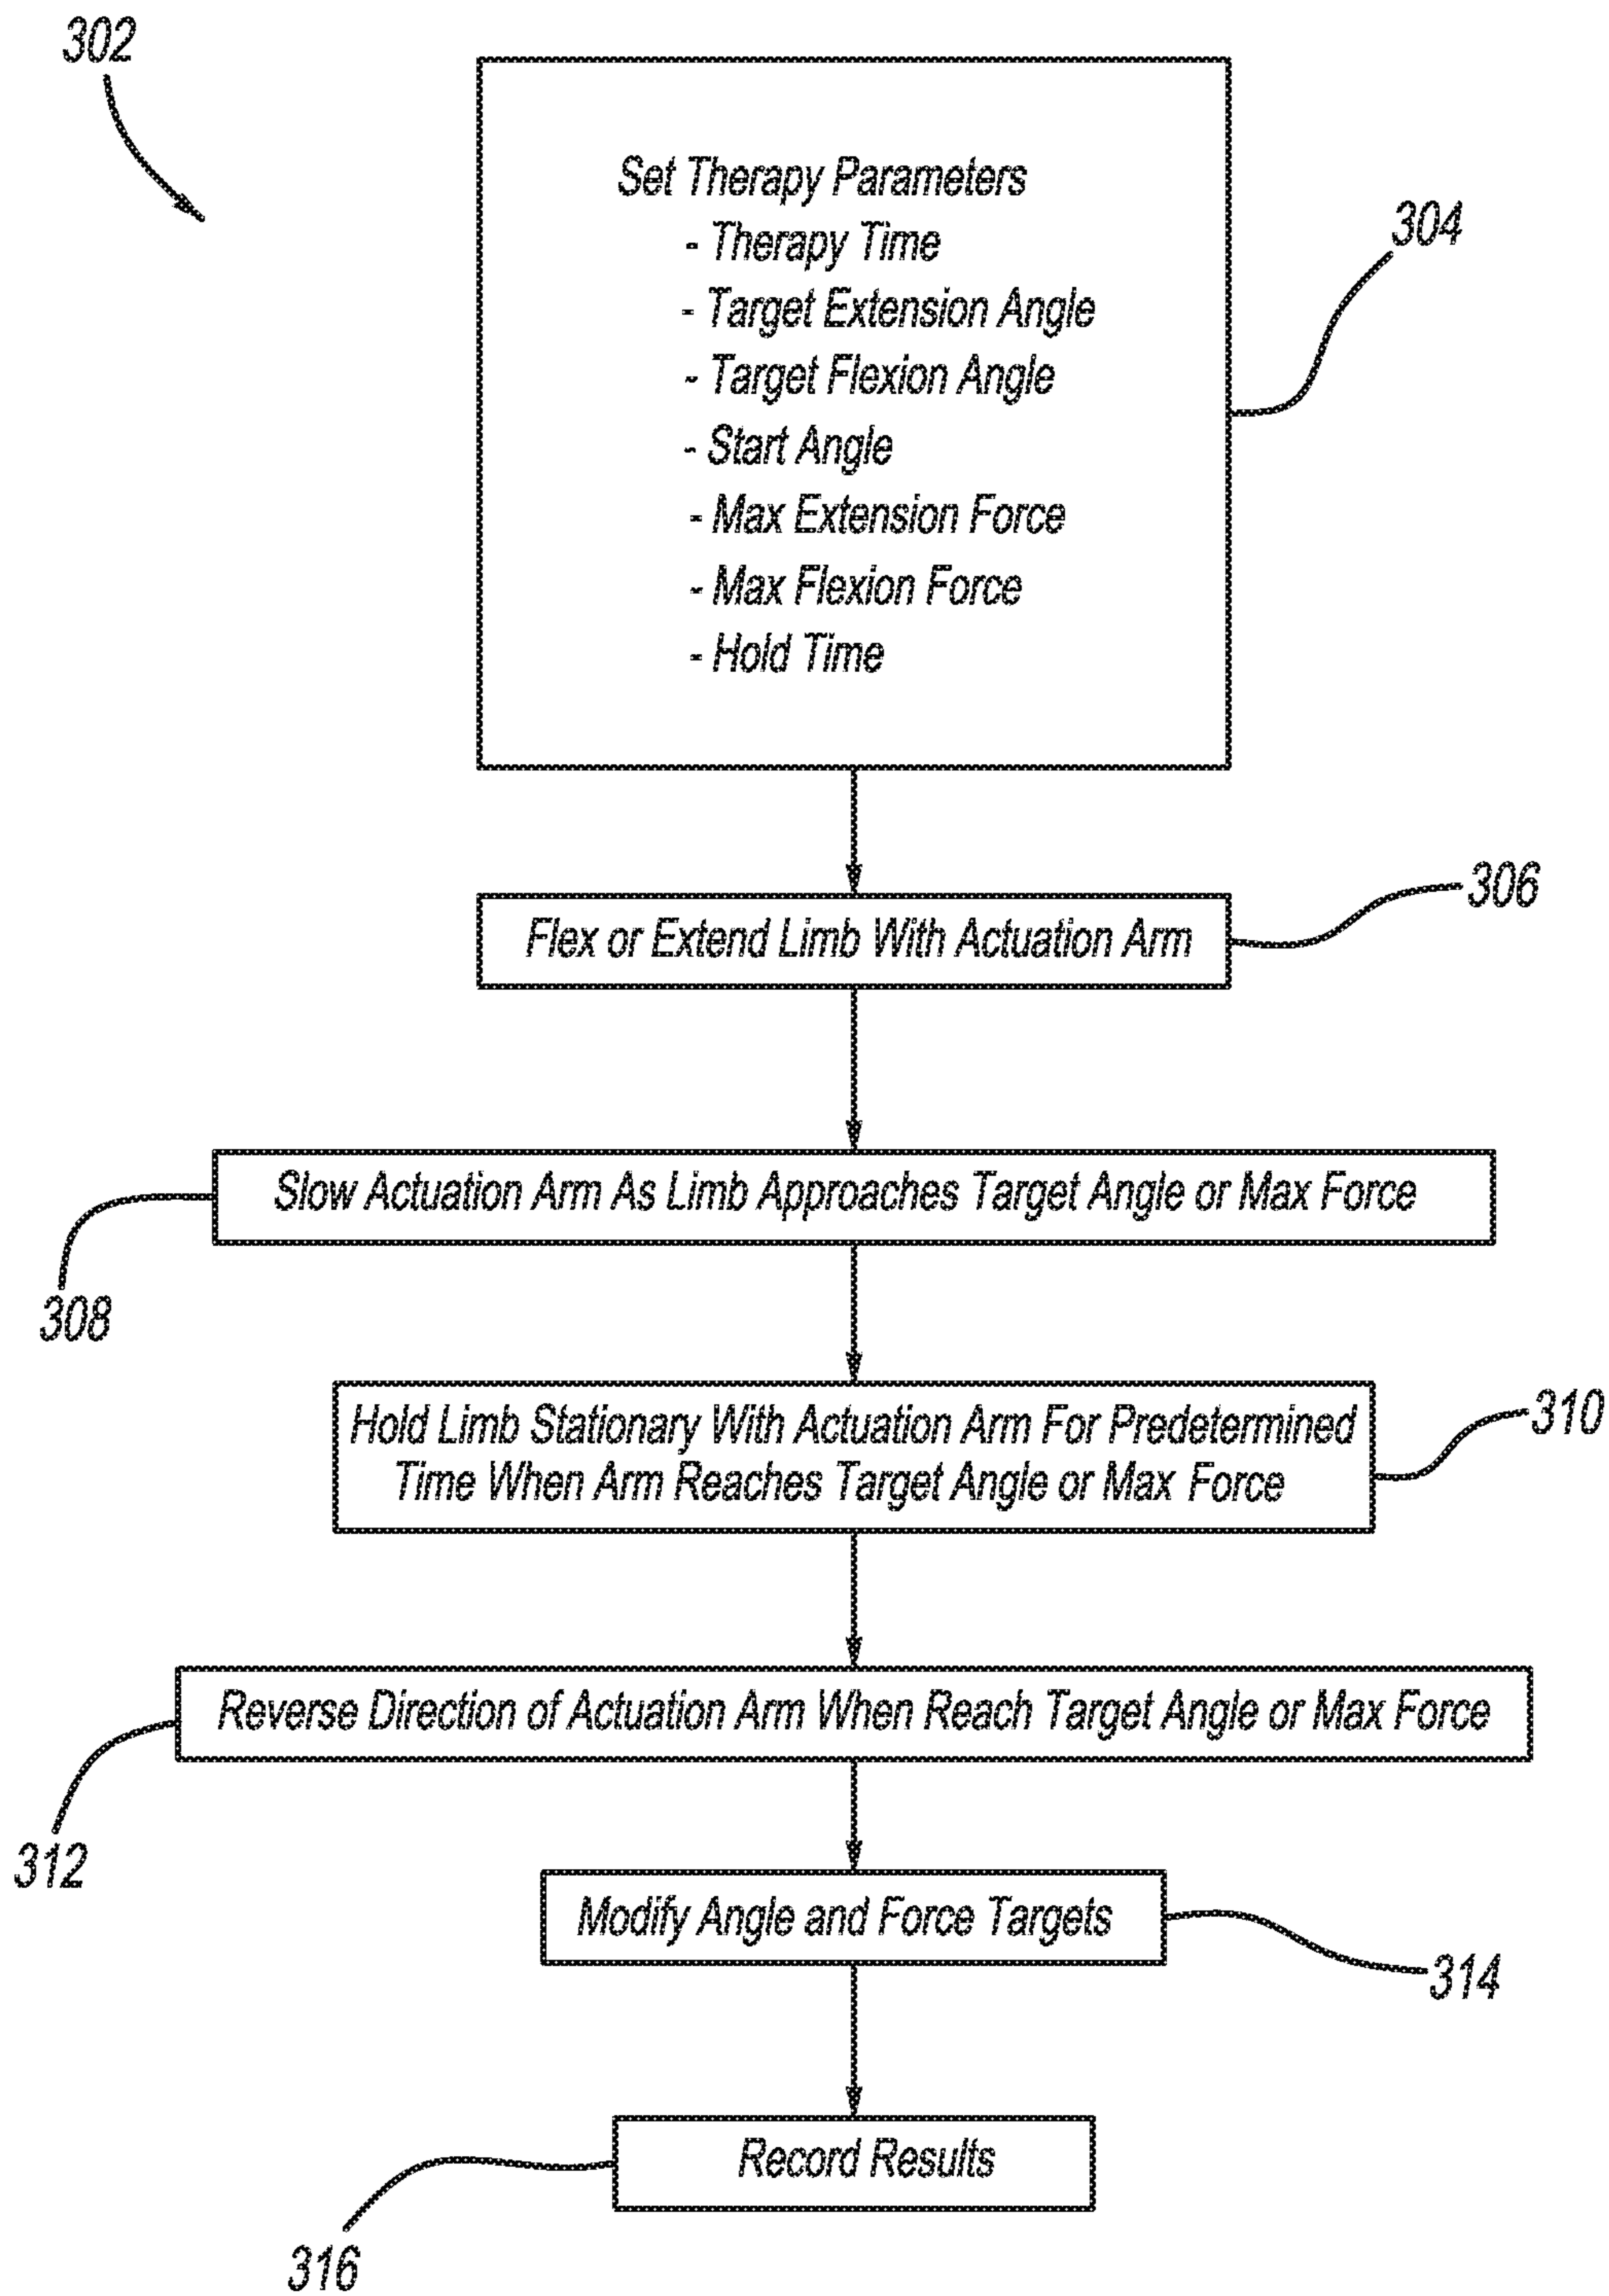 302
Set Therapy Parameters
- Therapy Time
- Target Extension Angle
- Target Flexion Angle
- Start Angle
- Max Extension Force
- Max Flexion Force
- Hold Time
304
Flex or Extend Limb With Actuation Arm
306
Slow Actuation Arm As Limb Approaches Target Angle or Max Force
308
Hold Limb Stationary With Actuation Arm For Predetermined
Time When Arm Reaches Target Angle or Max Force
310
Reverse Direction of Actuation Arm When Reach Target Angle or Max Force
312
Modify Angle and Force Targets
314
Record Results
316